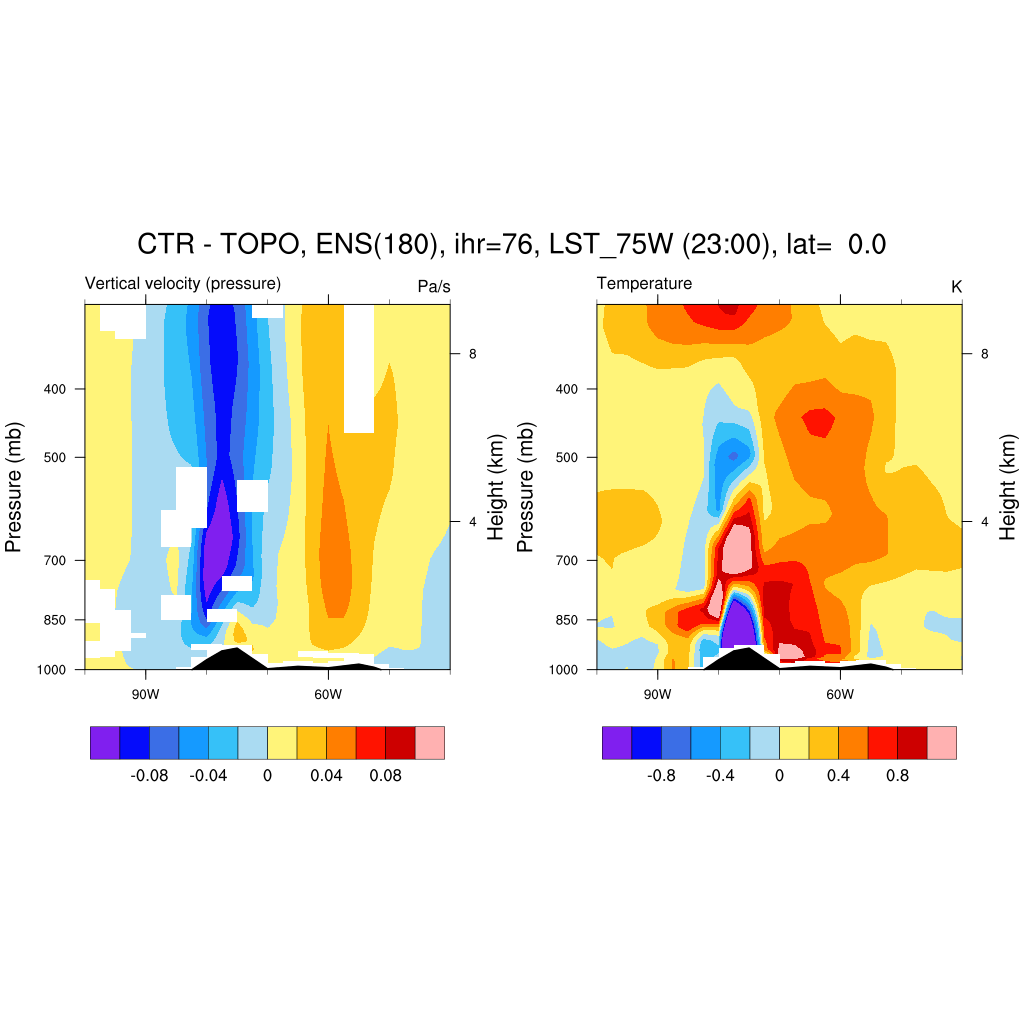 CTR - TOPO, ENS(180), ihr=76, LST_75W (23:00), lat=  0.0
Vertical velocity (pressure) Pa/s
Pressure (mb)
400
500
700
850
1000
8
4
Height (km)
90W 60W
-0.08 -0.04 0 0.04 0.08
Temperature K
Pressure (mb)
400
500
700
850
1000
8
4
Height (km)
90W 60W
-0.8 -0.4 0 0.4 0.8